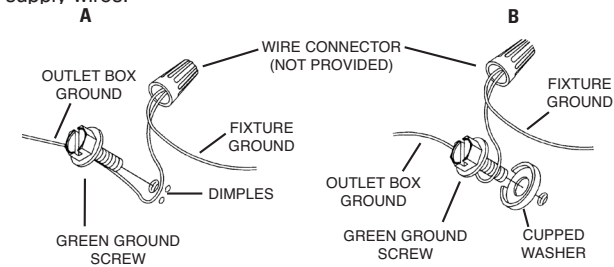 supply wires.
A
B
WIRE CONNECTOR
(NOT PROVIDED)
OUTLET BOX
GROUND
FIXTURE
GROUND
DIMPLES
GREEN GROUND
SCREW
FIXTURE
GROUND
OUTLET BOX
GROUND
GREEN GROUND
SCREW
CUPPED
WASHER